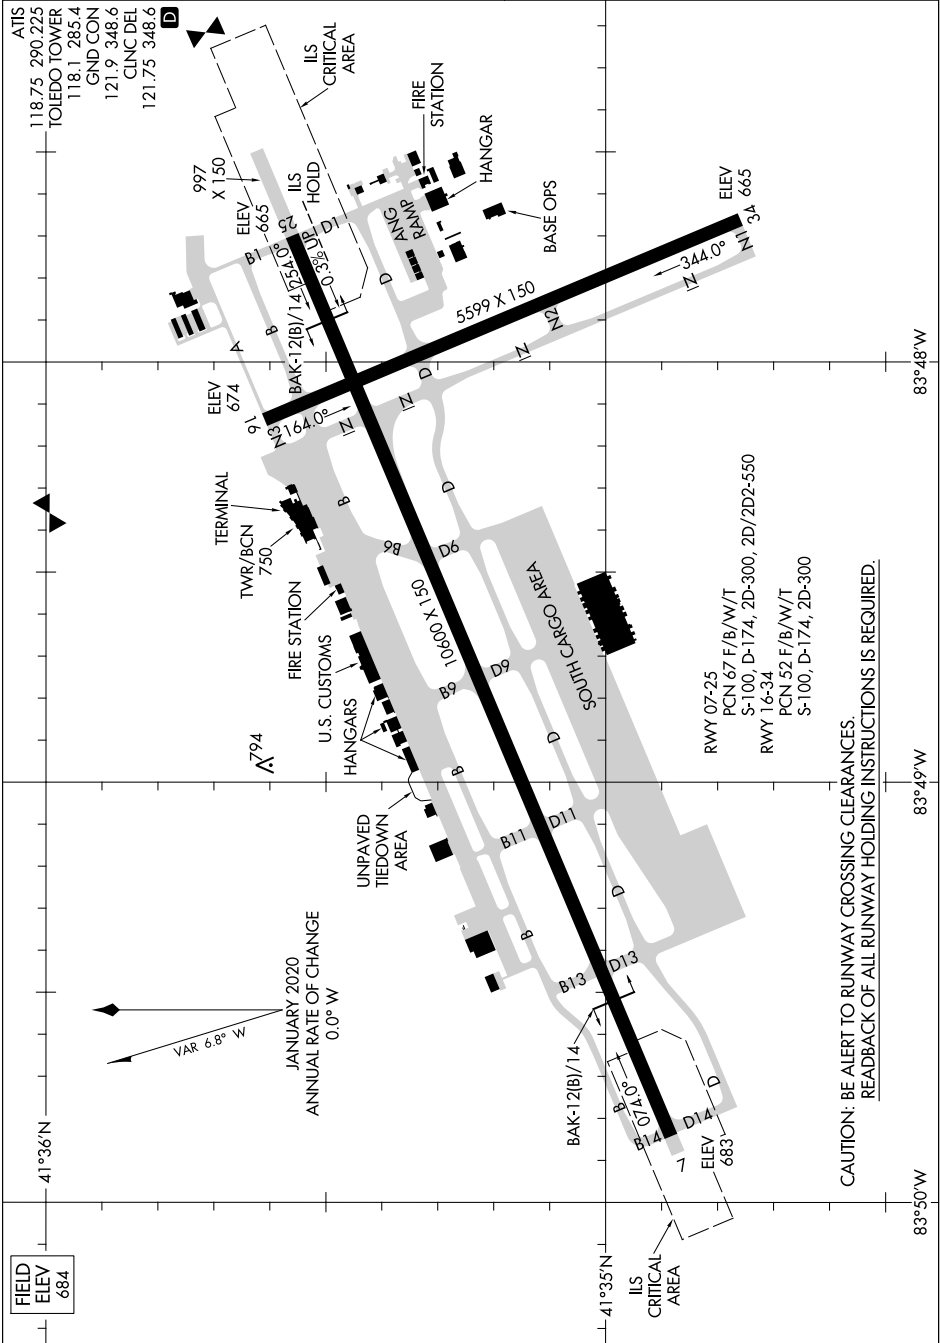 FIELD
ELEV
684
ATIS
118.75 290.225
TOLEDO TOWER
118.1 285.4
GND CON
121.9 348.6
CLNC DEL
121.75 348.6
D
41°36'N
VAR 6.8° W
JANUARY 2020
ANNUAL RATE OF CHANGE
0.0° W
794
UNPAVED
TIEDOWN
AREA
HANGARS
U.S. CUSTOMS
FIRE STATION
TWR/BCN
750
TERMINAL
ELEV
674
16
N3
164.0°
997
X 150
ELEV
665
25
ILS
HOLD
ILS
CRITICAL
AREA
FIRE
STATION
HANGAR
BASE OPS
ANG
RAMP
B1
D1
A
B
BAK-12(B)/14
254.0°
0.3% UP
D
N
N
D
N
N2
N
N1
5599 X 150
344.0°
34
ELEV
665
B
B6
D6
D
10600 X 150
B9
D9
SOUTH CARGO AREA
B
D
B11
D11
B
D
B13
D13
BAK-12(B)/14
B
074.0°
D
B14
D14
7
ELEV
683
ILS
CRITICAL
AREA
41°35'N
RWY 07-25
PCN 67 F/B/W/T
S-100, D-174, 2D-300, 2D/2D2-550
RWY 16-34
PCN 52 F/B/W/T
S-100, D-174, 2D-300
CAUTION: BE ALERT TO RUNWAY CROSSING CLEARANCES.
READBACK OF ALL RUNWAY HOLDING INSTRUCTIONS IS REQUIRED.
83°50'W
83°49'W
83°48'W